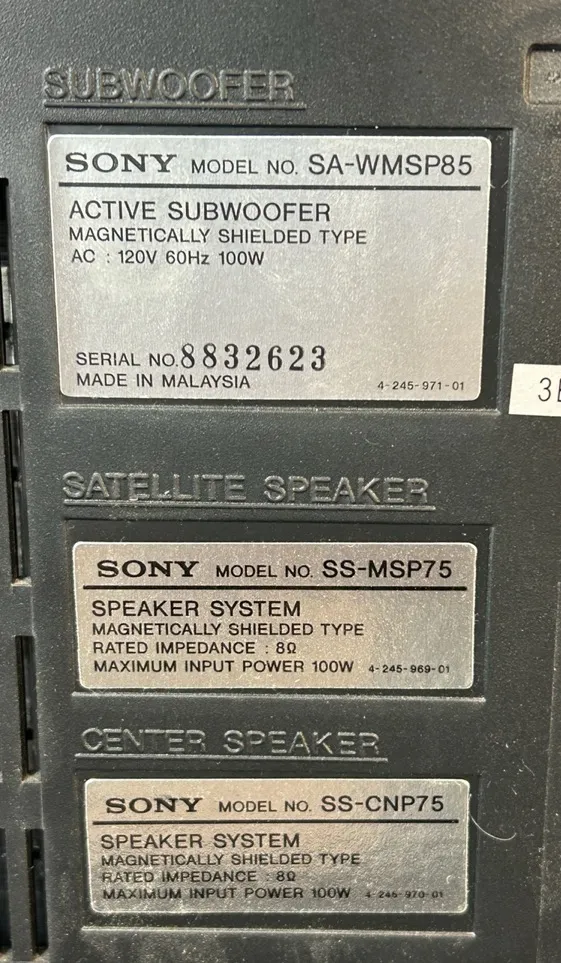 SUBWOOFER
SONY MODEL NO. SA-WMSP85
ACTIVE SUBWOOFER
MAGNETICALLY SHIELDED TYPE
AC : 120V 60Hz 100W
SERIAL NO. 8832623
MADE IN MALAYSIA 4-245-971-01
SATELLITE SPEAKER
SONY MODEL NO. SS-MSP75
SPEAKER SYSTEM
MAGNETICALLY SHIELDED TYPE
RATED IMPEDANCE : 8Ω
MAXIMUM INPUT POWER 100W 4-245-969-01
CENTER SPEAKER
SONY MODEL NO. SS-CNP75
SPEAKER SYSTEM
MAGNETICALLY SHIELDED TYPE
RATED IMPEDANCE : 8Ω
MAXIMUM INPUT POWER 100W 4-245-970-01